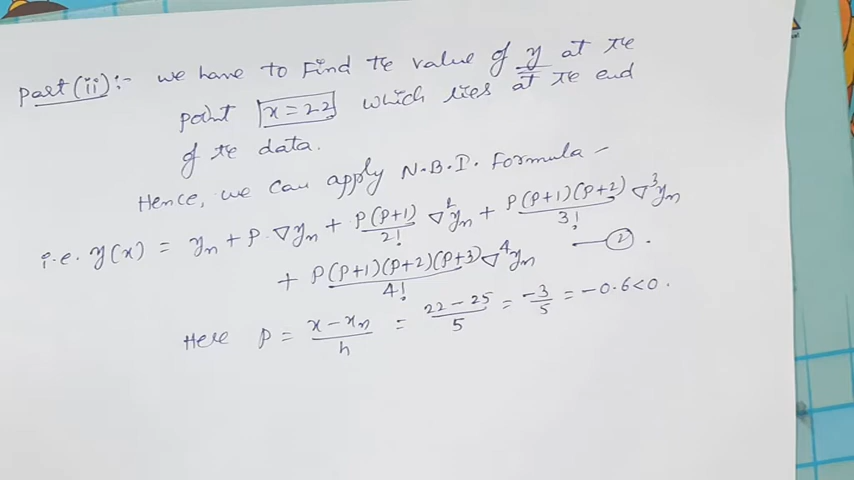 Part (ii) :- we have to Find the value of y at the
point x = 22 which lies at the end
of the data.
Hence, we can apply N.B.I. Formula -
i.e. y(x) = yₙ + P.∇yₙ + P(P+1)/2! ∇²yₙ + P(P+1)(P+2)/3! ∇³yₙ
+ P(P+1)(P+2)(P+3)/4! ∇⁴yₙ —(2).
Here P = (x - xₙ)/h = (22 - 25)/5 = -3/5 = -0.6 < 0.